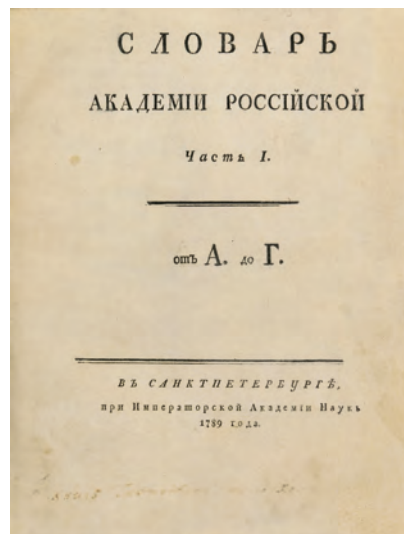 СЛОВАРЬ
АКАДЕМІИ РОССІЙСКОЙ
Часть I.
отъ А. до Г.
ВЪ САНКТПЕТЕРБУРГѢ,
при Императорской Академіи Наукъ
1789 года.